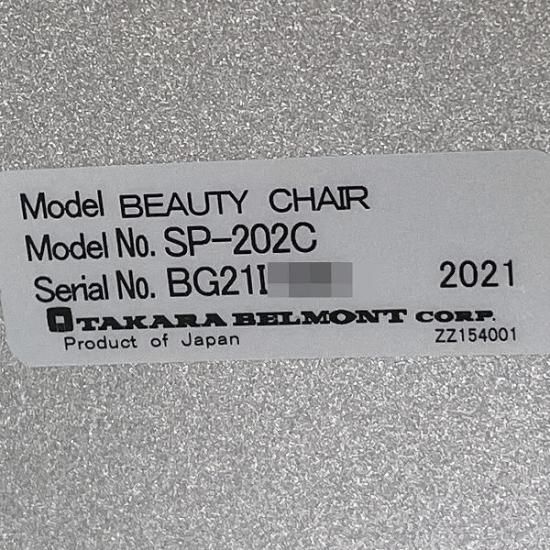 Model BEAUTY CHAIR
Model No. SP-202C
Serial No. BG21I 2021
TAKARA BELMONT CORP.
Product of Japan ZZ154001